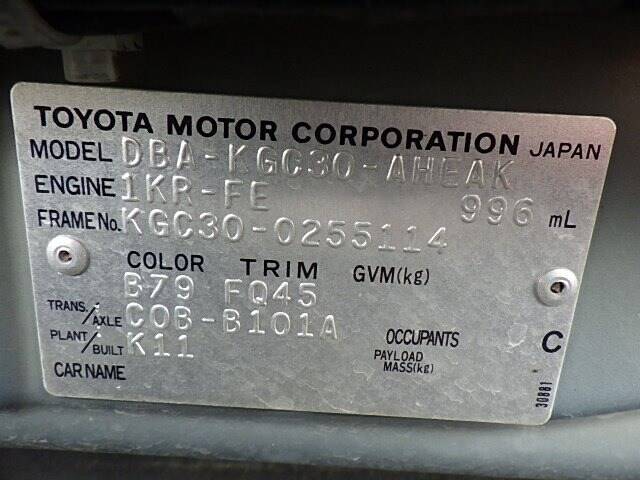 TOYOTA MOTOR CORPORATION JAPAN
MODEL DBA-KGC30-AHEAK
ENGINE 1KR-FE 996 mL
FRAME No. KGC30-0255114
COLOR TRIM GVM(kg)
B79 FQ45
TRANS./AXLE C0B-B101A
PLANT/BUILT K11
OCCUPANTS C
PAYLOAD
MASS(kg)
CAR NAME
30881